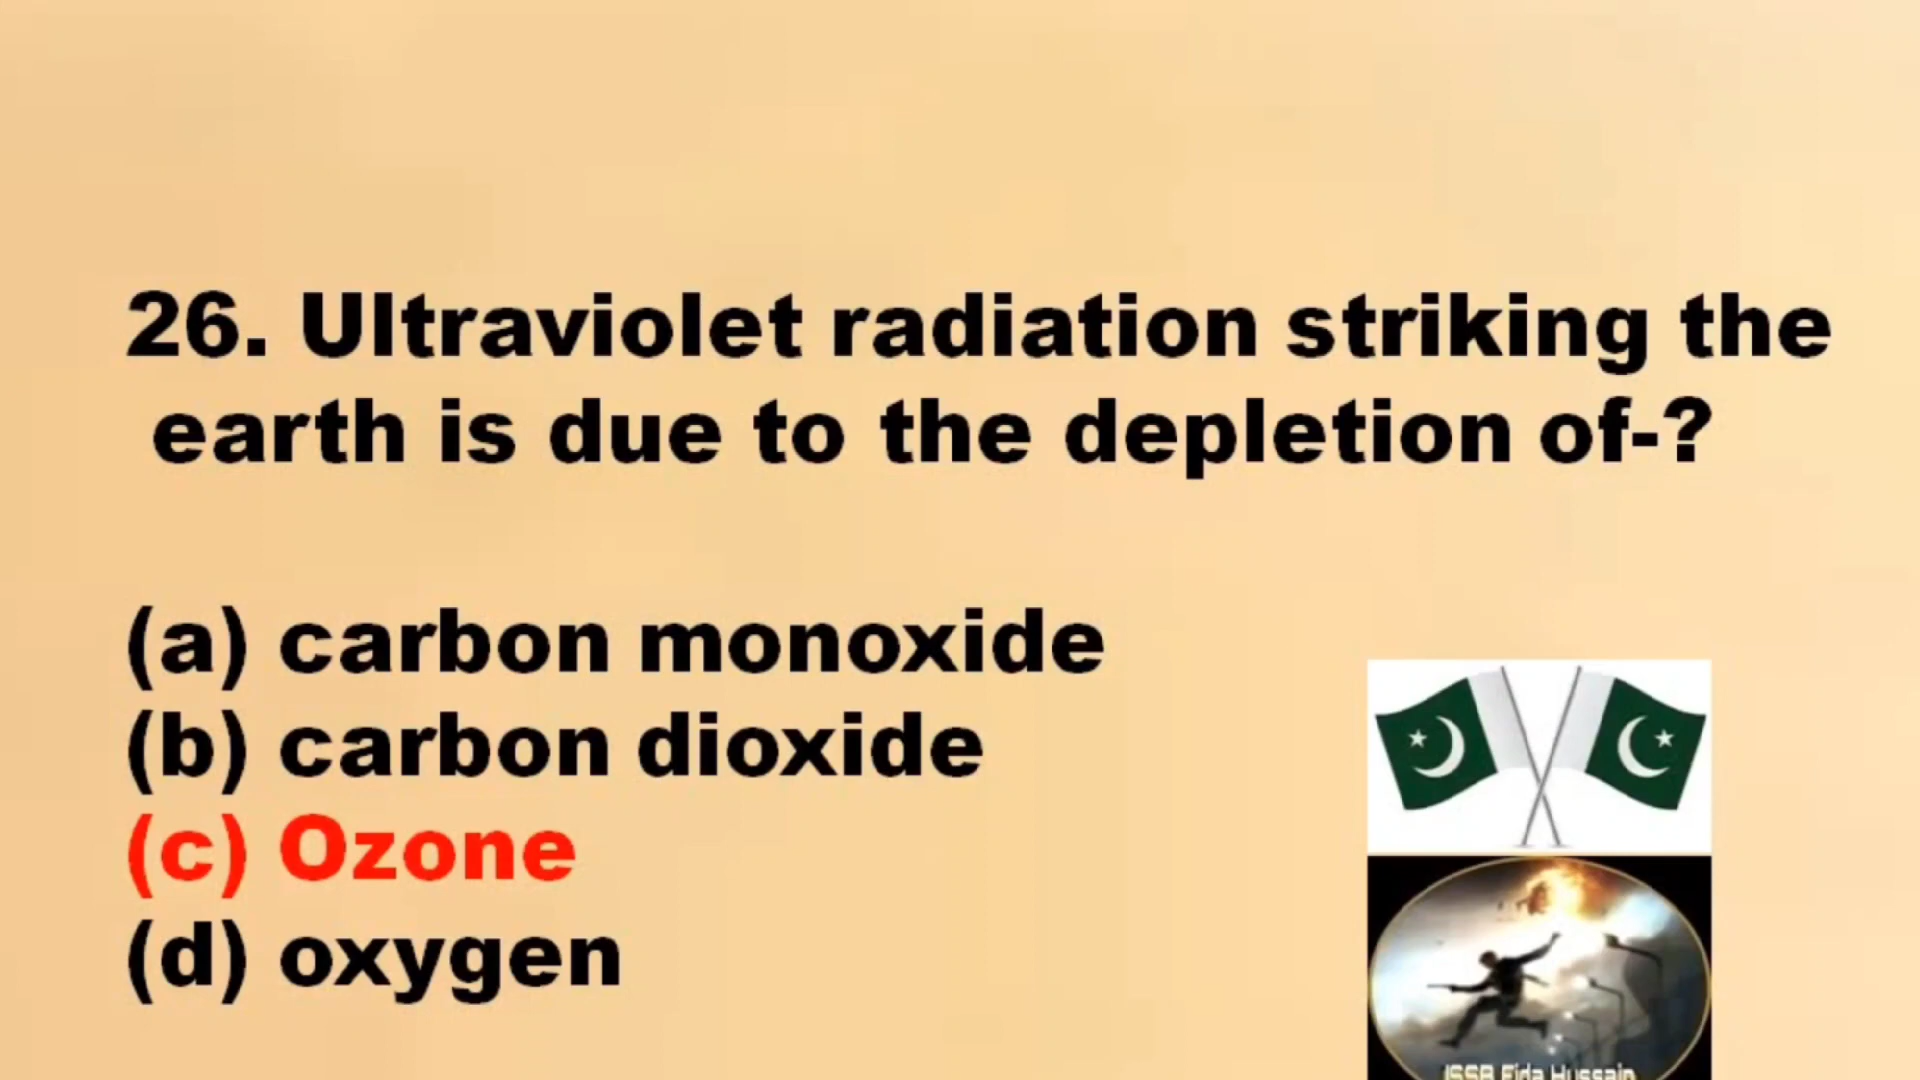 26. Ultraviolet radiation striking the
earth is due to the depletion of-?
(a) carbon monoxide
(b) carbon dioxide
(c) Ozone
(d) oxygen
ISSB Fida Hussain